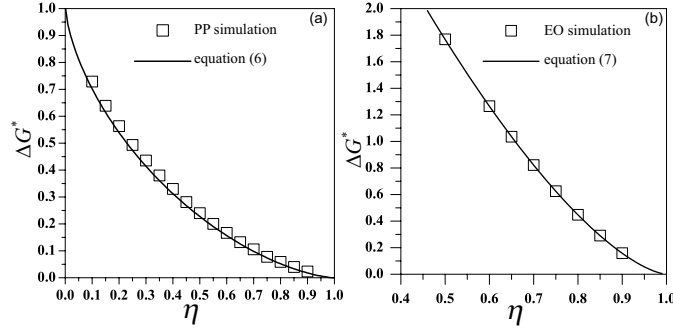 (a)
PP simulation
equation (6)
ΔG*
1.0
0.9
0.8
0.7
0.6
0.5
0.4
0.3
0.2
0.1
0.0
0.0 0.1 0.2 0.3 0.4 0.5 0.6 0.7 0.8 0.9 1.0
η
(b)
EO simulation
equation (7)
ΔG*
2.0
1.8
1.6
1.4
1.2
1.0
0.8
0.6
0.4
0.2
0.0
0.4 0.5 0.6 0.7 0.8 0.9 1.0
η